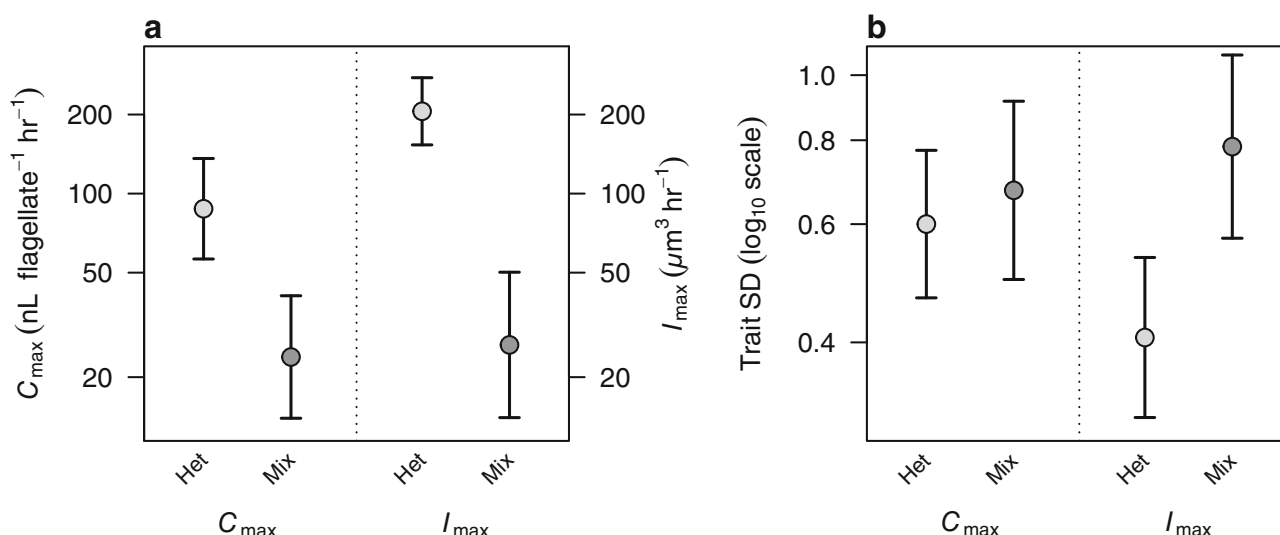 a
C_max (nL flagellate⁻¹ hr⁻¹)
200
100
50
20
200
100
50
20
I_max (µm³ hr⁻¹)
Het
Mix
Het
Mix
C_max
I_max
b
Trait SD (log₁₀ scale)
1.0
0.8
0.6
0.4
Het
Mix
Het
Mix
C_max
I_max